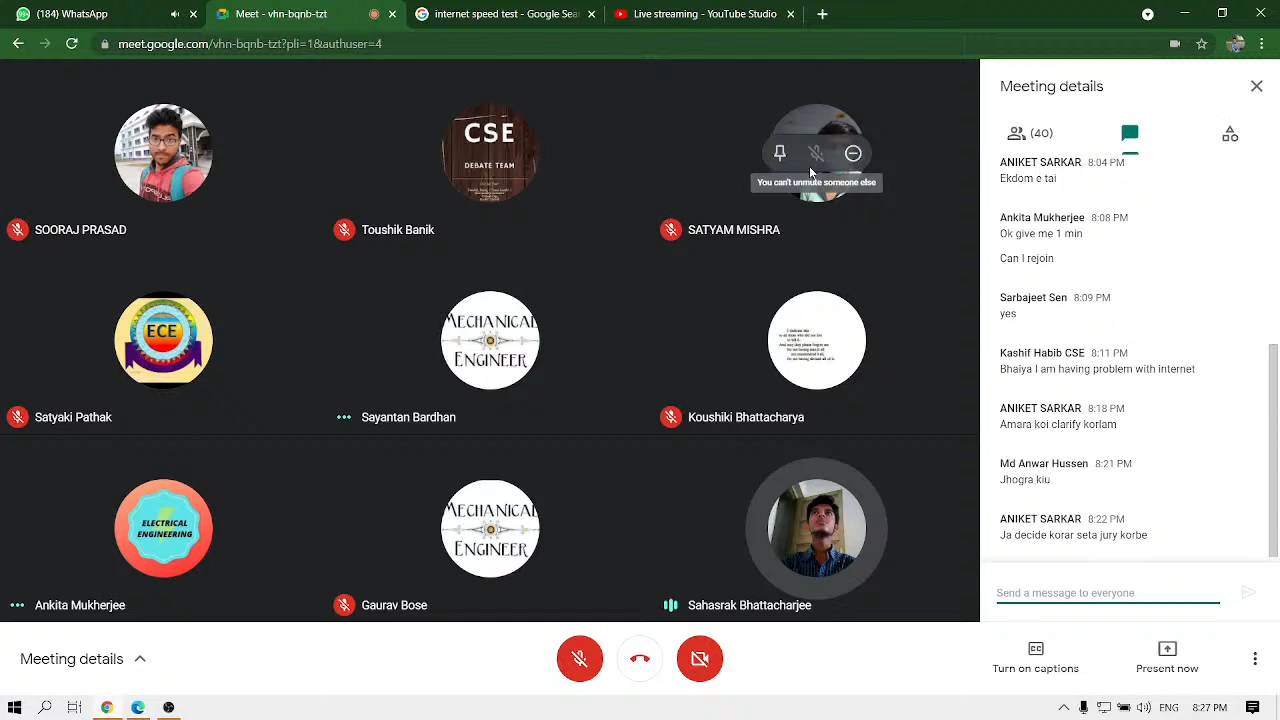 (184) WhatsApp
Meet - vhn-bqnb-tzt
internet speed test - Google Sea
Live streaming - YouTube Studio
meet.google.com/vhn-bqnb-tzt?pli=1&authuser=4
CSE
DEBATE TEAM
You can't unmute someone else
SOORAJ PRASAD
Toushik Banik
SATYAM MISHRA
ECE
MECHANICAL
ENGINEER
Satyaki Pathak
Sayantan Bardhan
Koushiki Bhattacharya
ELECTRICAL
ENGINEERING
MECHANICAL
ENGINEER
Ankita Mukherjee
Gaurav Bose
Sahasrak Bhattacharjee
Meeting details
(40)
ANIKET SARKAR 8:04 PM
Ekdom e tai
Ankita Mukherjee 8:08 PM
Ok give me 1 min
Can I rejoin
Sarbajeet Sen 8:09 PM
yes
Kashif Habib CSE 8:11 PM
Bhaiya I am having problem with internet
ANIKET SARKAR 8:18 PM
Amara koi clarify korlam
Md Anwar Hussen 8:21 PM
Jhogra kiu
ANIKET SARKAR 8:22 PM
Ja decide korar seta jury korbe
Send a message to everyone
Meeting details
Turn on captions
Present now
ENG
8:27 PM